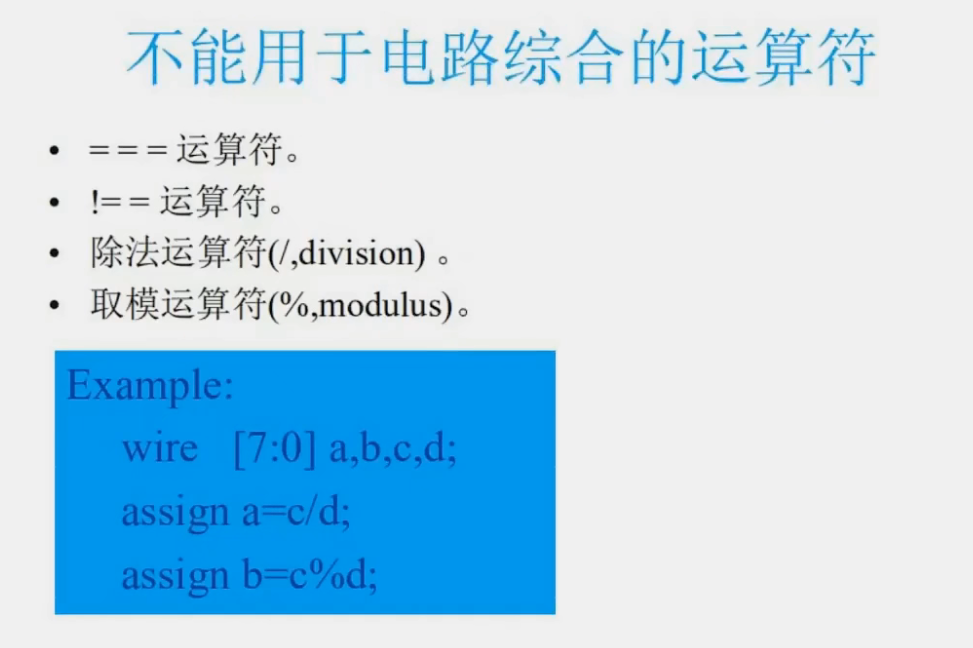 不能用于电路综合的运算符
• = = = 运算符。
• != = 运算符。
• 除法运算符(/,division) 。
• 取模运算符(%,modulus)。
Example:
wire [7:0] a,b,c,d;
assign a=c/d;
assign b=c%d;